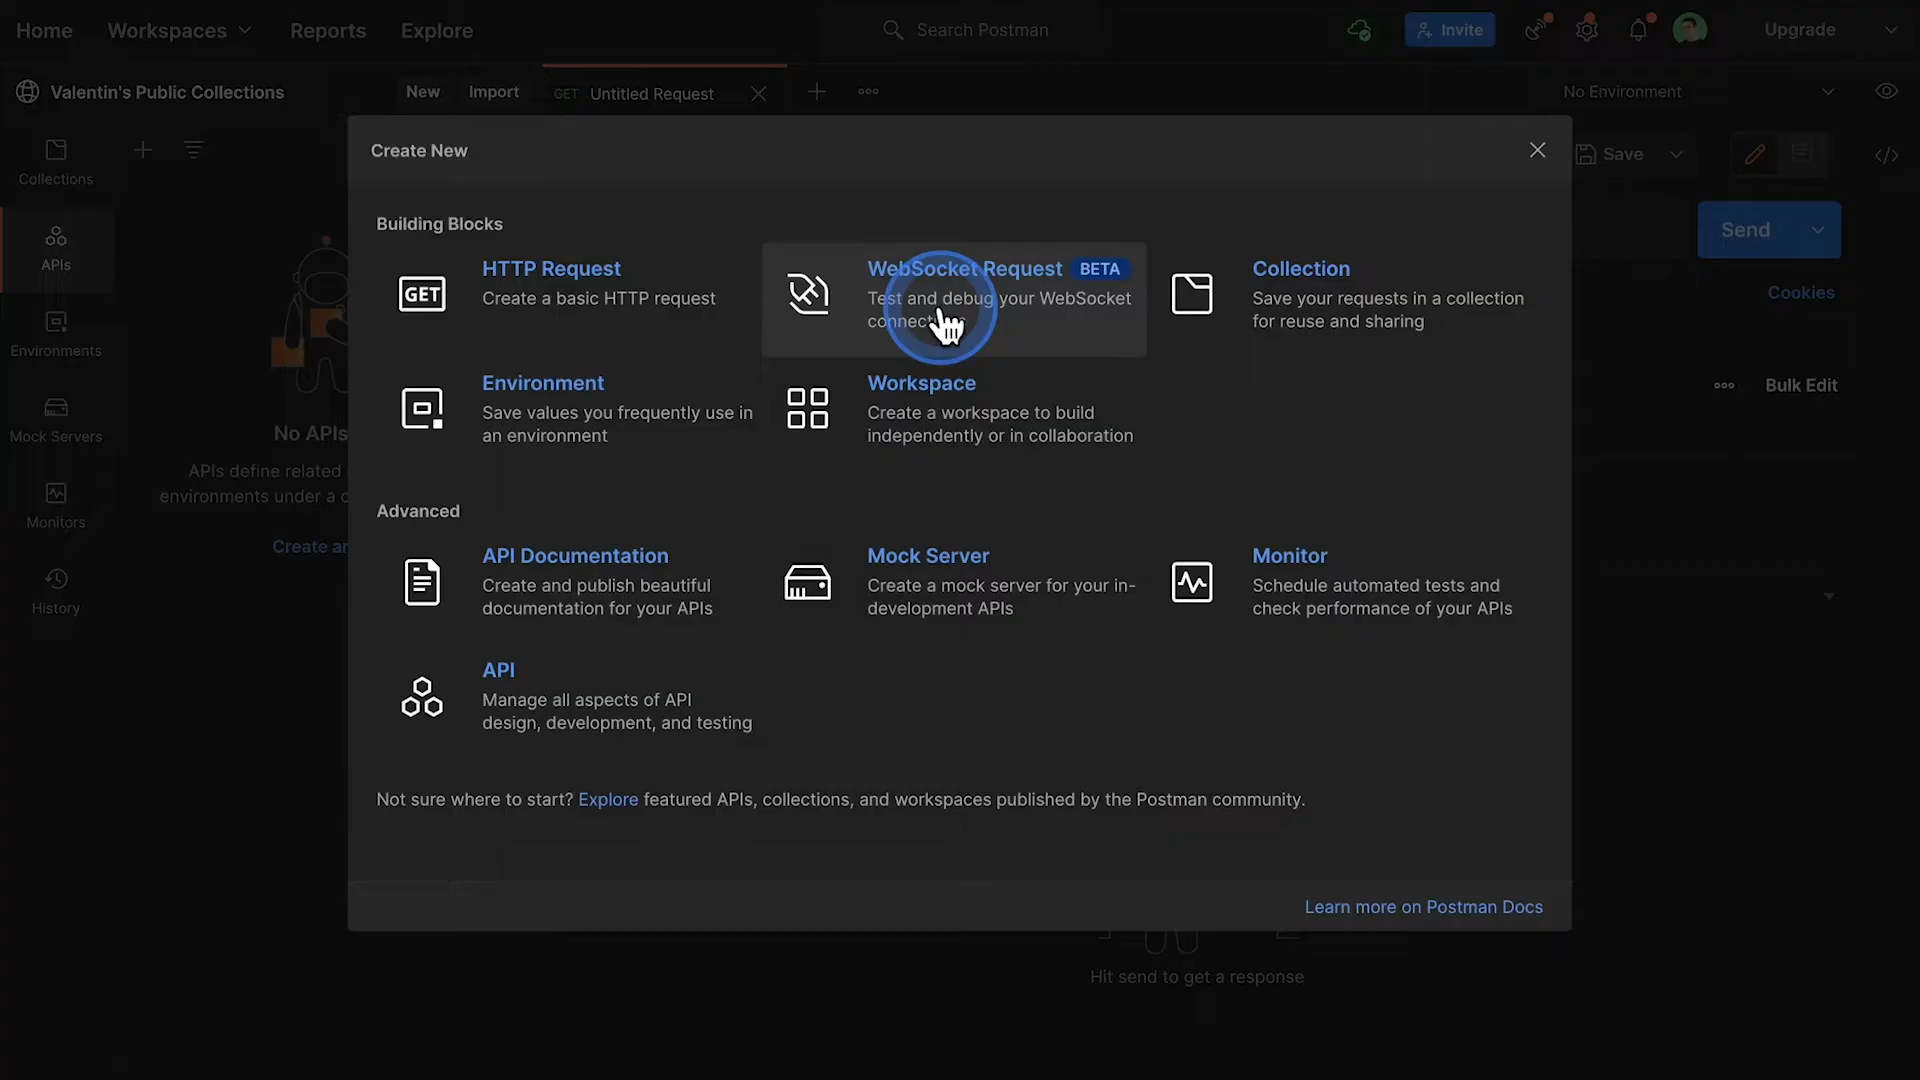 Home Workspaces Reports Explore Search Postman Invite Upgrade
Valentin's Public Collections New Import GET Untitled Request No Environment
Create New
Save
Collections
Building Blocks
Send
HTTP Request
Create a basic HTTP request
WebSocket Request BETA
Test and debug your WebSocket
Collection
Save your requests in a collection
for reuse and sharing
APIs
Cookies
Environments
Environment
Save values you frequently use in
an environment
Workspace
Create a workspace to build
independently or in collaboration
Bulk Edit
Mock Servers
No APIs
APIs define related
environments under a c
Monitors
Create an
History
Advanced
API Documentation
Create and publish beautiful
documentation for your APIs
Mock Server
Create a mock server for your in-
development APIs
Monitor
Schedule automated tests and
check performance of your APIs
API
Manage all aspects of API
design, development, and testing
Not sure where to start? Explore featured APIs, collections, and workspaces published by the Postman community.
Learn more on Postman Docs
Hit send to get a response